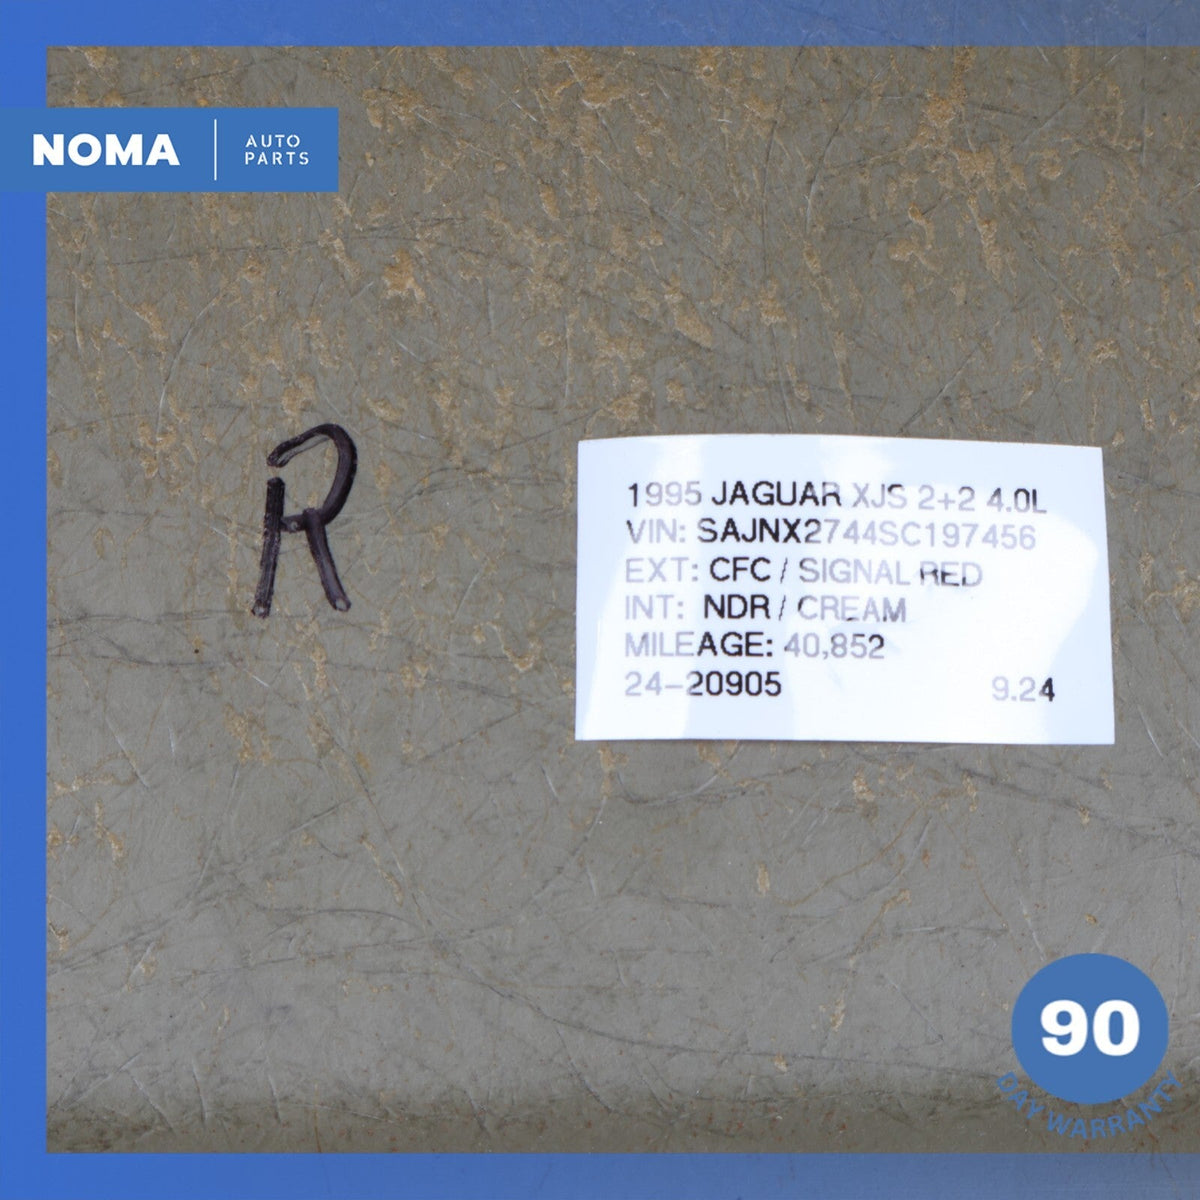 NOMA
AUTO
PARTS
R
1995 JAGUAR XJS 2+2 4.0L
VIN: SAJNX2744SC197456
EXT: CFC / SIGNAL RED
INT: NDR / CREAM
MILEAGE: 40,852
24-20905 9.24
90
DAY WARRANTY